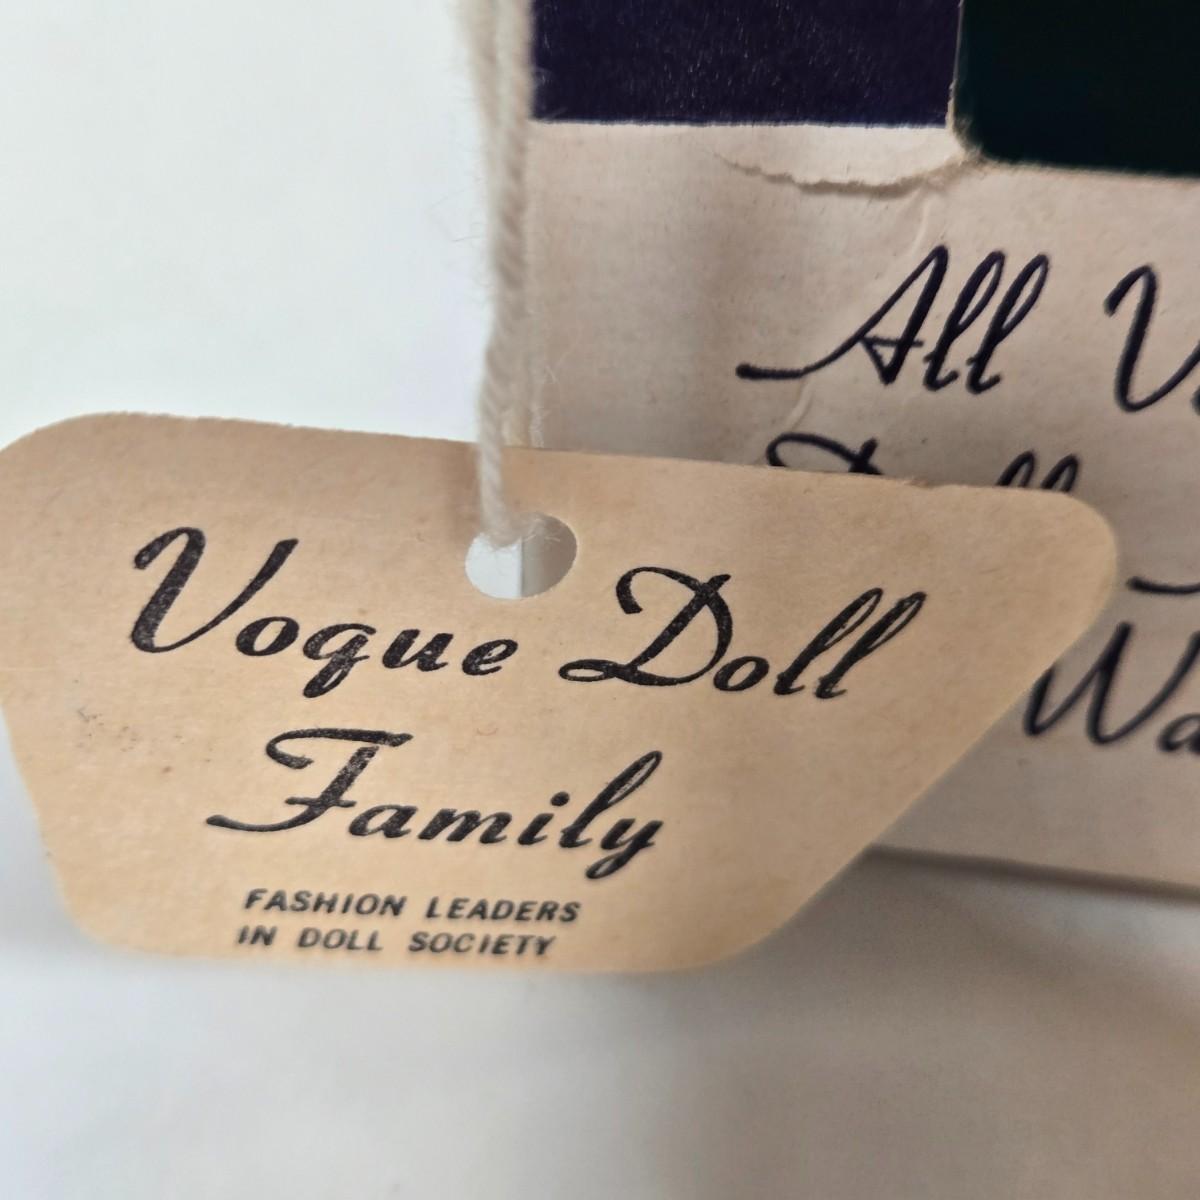 All
Vogue Doll
Family
FASHION LEADERS
IN DOLL SOCIETY